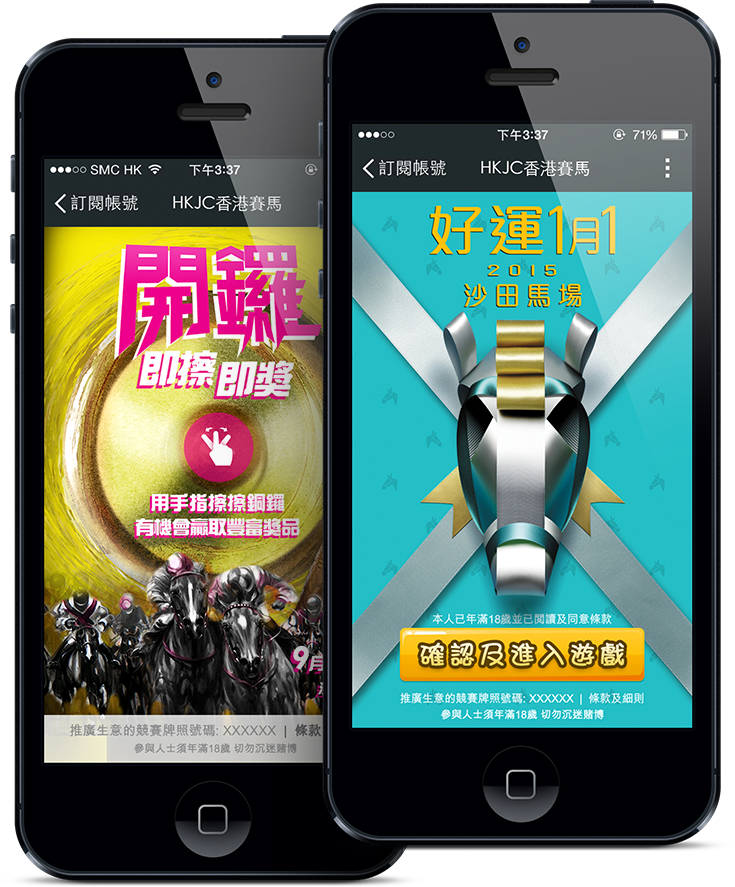 SMC HK 下午3:37
訂閱帳號 HKJC香港賽馬
開鑼
即擦即獎
用手指擦擦銅鑼
有機會贏取豐富獎品
9月
推廣生意的競賽牌照號碼: XXXXXX | 條款
參與人士須年滿18歲 切勿沉迷賭博
下午3:37 71%
訂閱帳號 HKJC香港賽馬
好運1月1
2015
沙田馬場
本人已年滿18歲並已閱讀及同意條款
確認及進入遊戲
推廣生意的競賽牌照號碼: XXXXXX | 條款及細則
參與人士須年滿18歲 切勿沉迷賭博